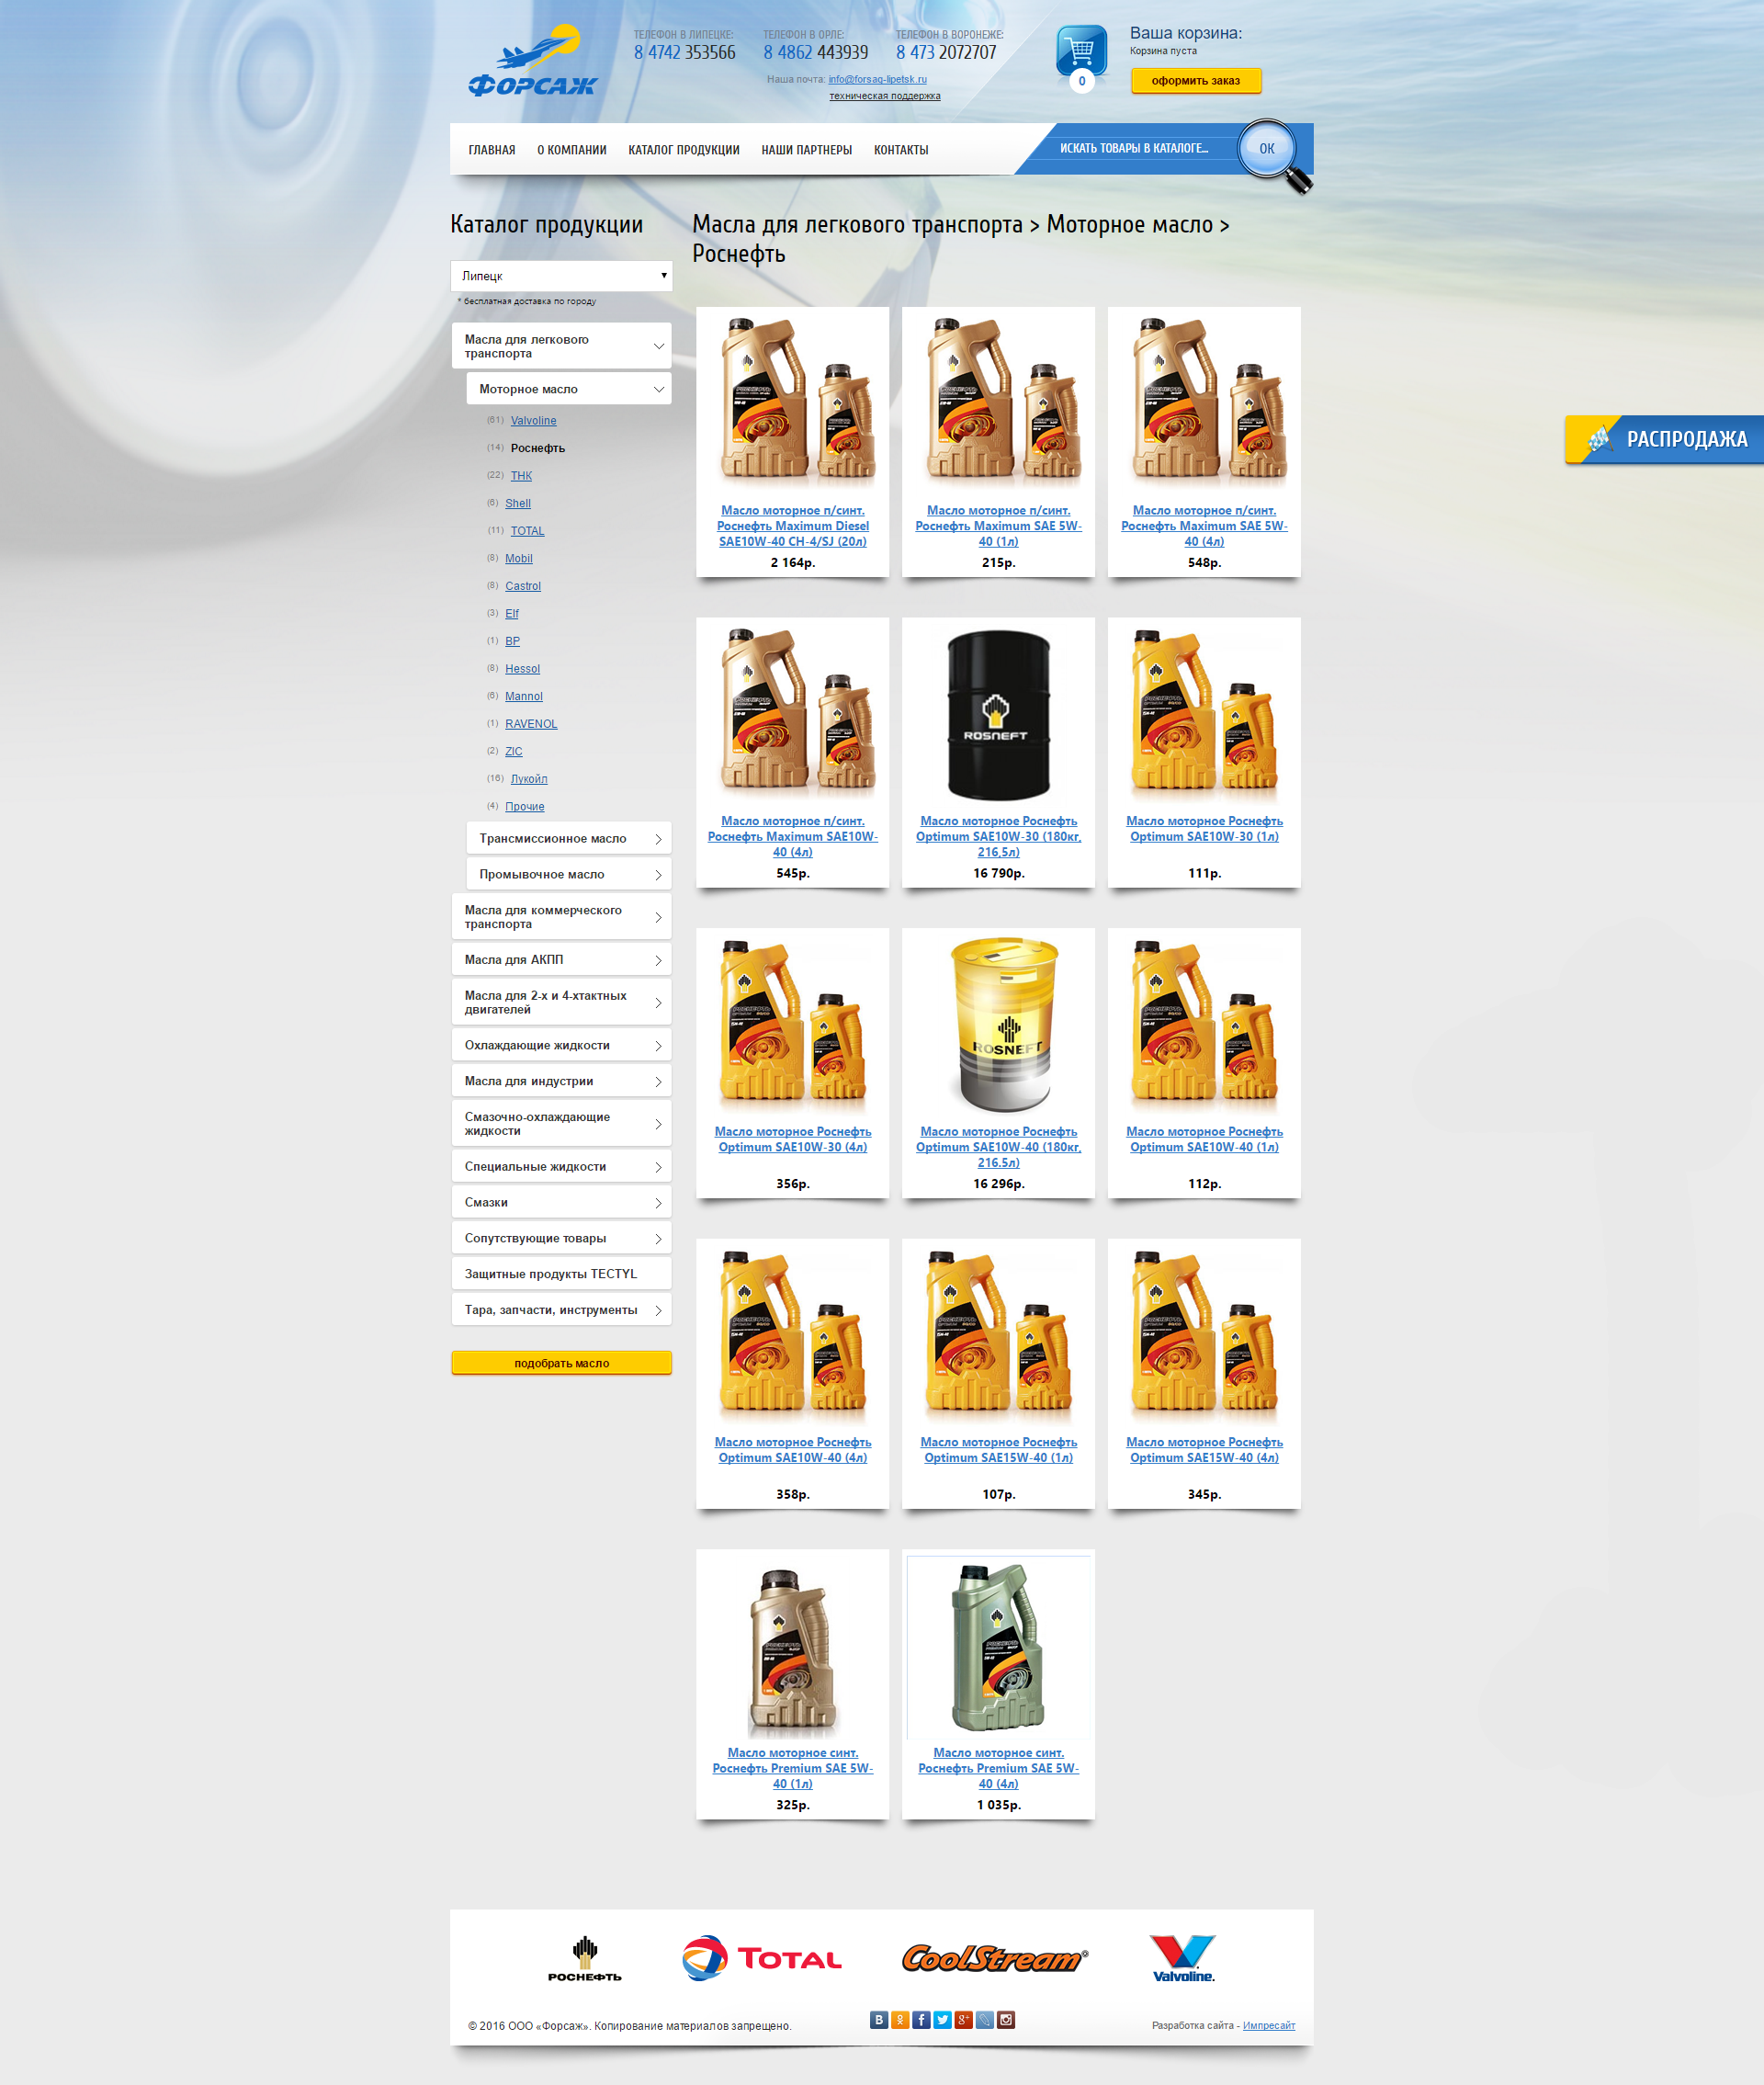 ФОРСАЖ
ТЕЛЕФОН В ЛИПЕЦКЕ:
8 4742 353566
ТЕЛЕФОН В ОРЛЕ:
8 4862 443939
ТЕЛЕФОН В ВОРОНЕЖЕ:
8 473 2072707
Наша почта: info@forsag-lipetsk.ru
техническая поддержка
0
Ваша корзина:
Корзина пуста
оформить заказ
ГЛАВНАЯ О КОМПАНИИ КАТАЛОГ ПРОДУКЦИИ НАШИ ПАРТНЕРЫ КОНТАКТЫ
ИСКАТЬ ТОВАРЫ В КАТАЛОГЕ...
ОК
Каталог продукции
Липецк
* бесплатная доставка по городу
Масла для легкового
транспорта
Моторное масло
(61) Valvoline
(14) Роснефть
(22) ТНК
(6) Shell
(11) TOTAL
(8) Mobil
(8) Castrol
(3) Elf
(1) BP
(8) Hessol
(6) Mannol
(1) RAVENOL
(2) ZIC
(16) Лукойл
(4) Прочие
Трансмиссионное масло
Промывочное масло
Масла для коммерческого
транспорта
Масла для АКПП
Масла для 2-х и 4-хтактных
двигателей
Охлаждающие жидкости
Масла для индустрии
Смазочно-охлаждающие
жидкости
Специальные жидкости
Смазки
Сопутствующие товары
Защитные продукты TECTYL
Тара, запчасти, инструменты
подобрать масло
Масла для легкового транспорта > Моторное масло >
Роснефть
РАСПРОДАЖА
Масло моторное п/синт.
Роснефть Maximum Diesel
SAE10W-40 CH-4/SJ (20л)
2 164р.
Масло моторное п/синт.
Роснефть Maximum SAE 5W-
40 (1л)
215р.
Масло моторное п/синт.
Роснефть Maximum SAE 5W-
40 (4л)
548р.
Масло моторное п/синт.
Роснефть Maximum SAE10W-
40 (4л)
545р.
ROSNEFT
Масло моторное Роснефть
Optimum SAE10W-30 (180кг,
216,5л)
16 790р.
Масло моторное Роснефть
Optimum SAE10W-30 (1л)
111р.
Масло моторное Роснефть
Optimum SAE10W-30 (4л)
356р.
ROSNEFT
Масло моторное Роснефть
Optimum SAE10W-40 (180кг,
216.5л)
16 296р.
Масло моторное Роснефть
Optimum SAE10W-40 (1л)
112р.
Масло моторное Роснефть
Optimum SAE10W-40 (4л)
358р.
Масло моторное Роснефть
Optimum SAE15W-40 (1л)
107р.
Масло моторное Роснефть
Optimum SAE15W-40 (4л)
345р.
Масло моторное синт.
Роснефть Premium SAE 5W-
40 (1л)
325р.
Масло моторное синт.
Роснефть Premium SAE 5W-
40 (4л)
1 035р.
РОСНЕФТЬ
TOTAL
CoolStream
Valvoline.
© 2016 ООО «Форсаж». Копирование материалов запрещено.
Разработка сайта - Импресайт